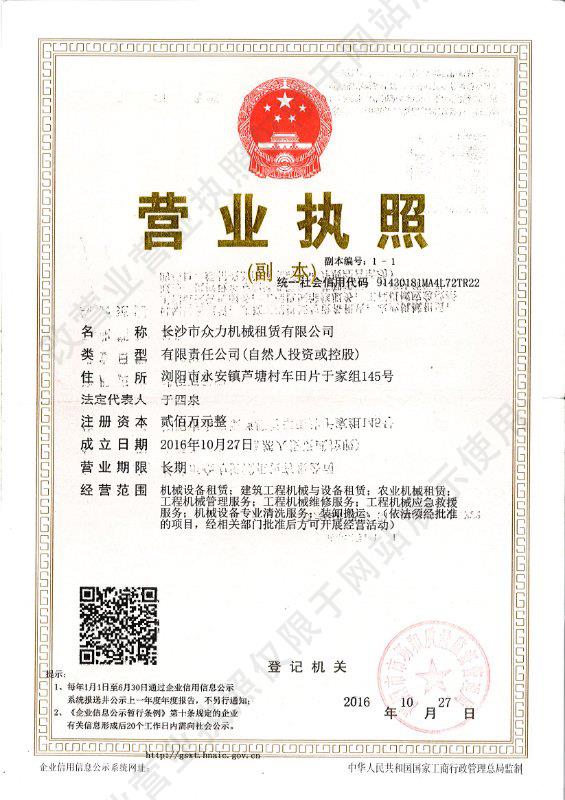 营业执照
(副 本)
副本编号：1－1
统一社会信用代码 91430181MA4L72TR22
名 称 长沙市众力机械租赁有限公司
类 型 有限责任公司(自然人投资或控股)
住 所 浏阳市永安镇芦塘村车田片于家组145号
法定代表人 于四泉
注册资本 贰佰万元整
成立日期 2016年10月27日
营业期限 长期
经营范围 机械设备租赁；建筑工程机械与设备租赁；农业机械租赁；
工程机械管理服务；工程机械维修服务；工程机械应急救援
服务；机械设备专业清洗服务；装卸搬运。（依法须经批准
的项目，经相关部门批准后方可开展经营活动）
登记机关
2016 年 10 月 27 日
提示：
1、每年1月1日至6月30日通过企业信用信息公示
系统报送并公示上一年度年度报告，不另行通知；
2、《企业信息公示暂行条例》第十条规定的企业
有关信息形成后20个工作日内需向社会公示。
http://gsxt.hnaic.gov.cn
企业信用信息公示系统网址：
中华人民共和国国家工商行政管理总局监制